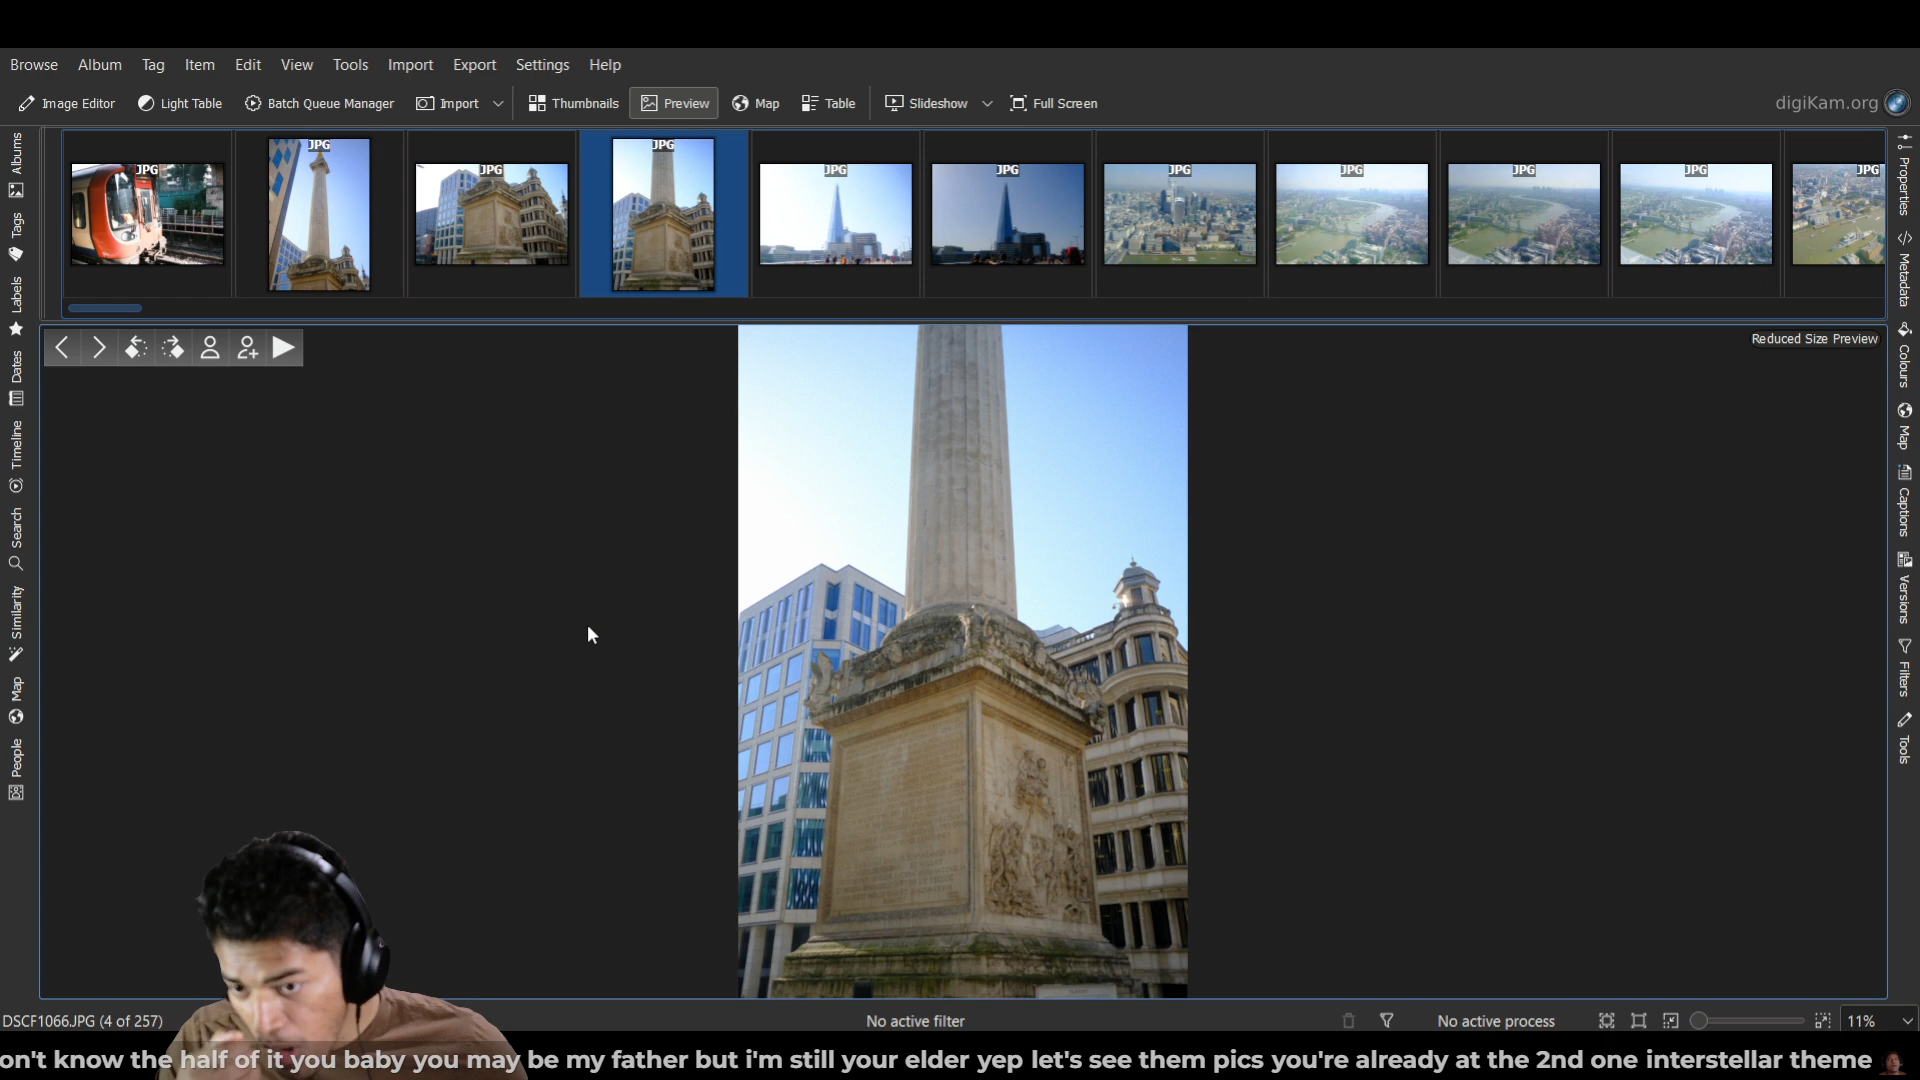 Browse Album Tag Item Edit View Tools Import Export Settings Help
Image Editor Light Table Batch Queue Manager Import Thumbnails Preview Map Table Slideshow Full Screen digiKam.org
JPG JPG JPG JPG JPG JPG JPG JPG JPG JPG JPG
Albums
Tags
Labels
Dates
Timeline
Search
Similarity
Map
People
Reduced Size Preview
Properties
Metadata
Colours
Map
Captions
Versions
Filters
Tools
DSCF1066.JPG (4 of 257) No active filter No active process 11%
on't know the half of it you baby you may be my father but i'm still your elder yep let's see them pics you're already at the 2nd one interstellar theme